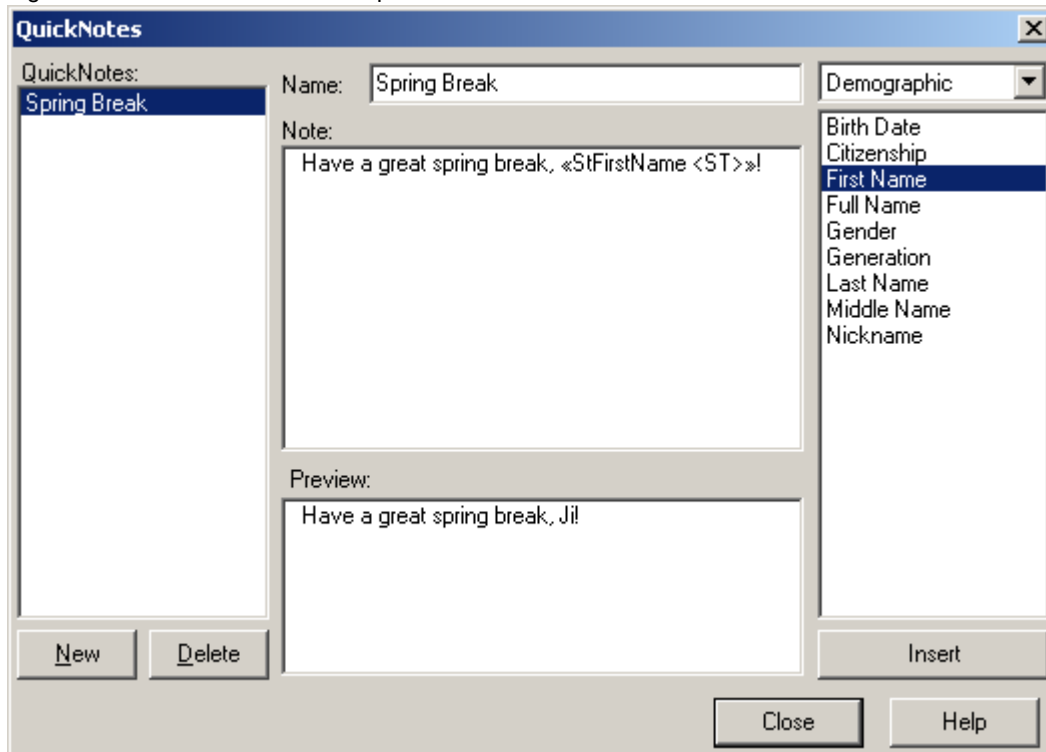 QuickNotes
QuickNotes:
Spring Break
New
Delete
Name:
Spring Break
Note:
Have a great spring break, «StFirstName <ST>»!
Preview:
Have a great spring break, Ji!
Demographic
Birth Date
Citizenship
First Name
Full Name
Gender
Generation
Last Name
Middle Name
Nickname
Insert
Close
Help